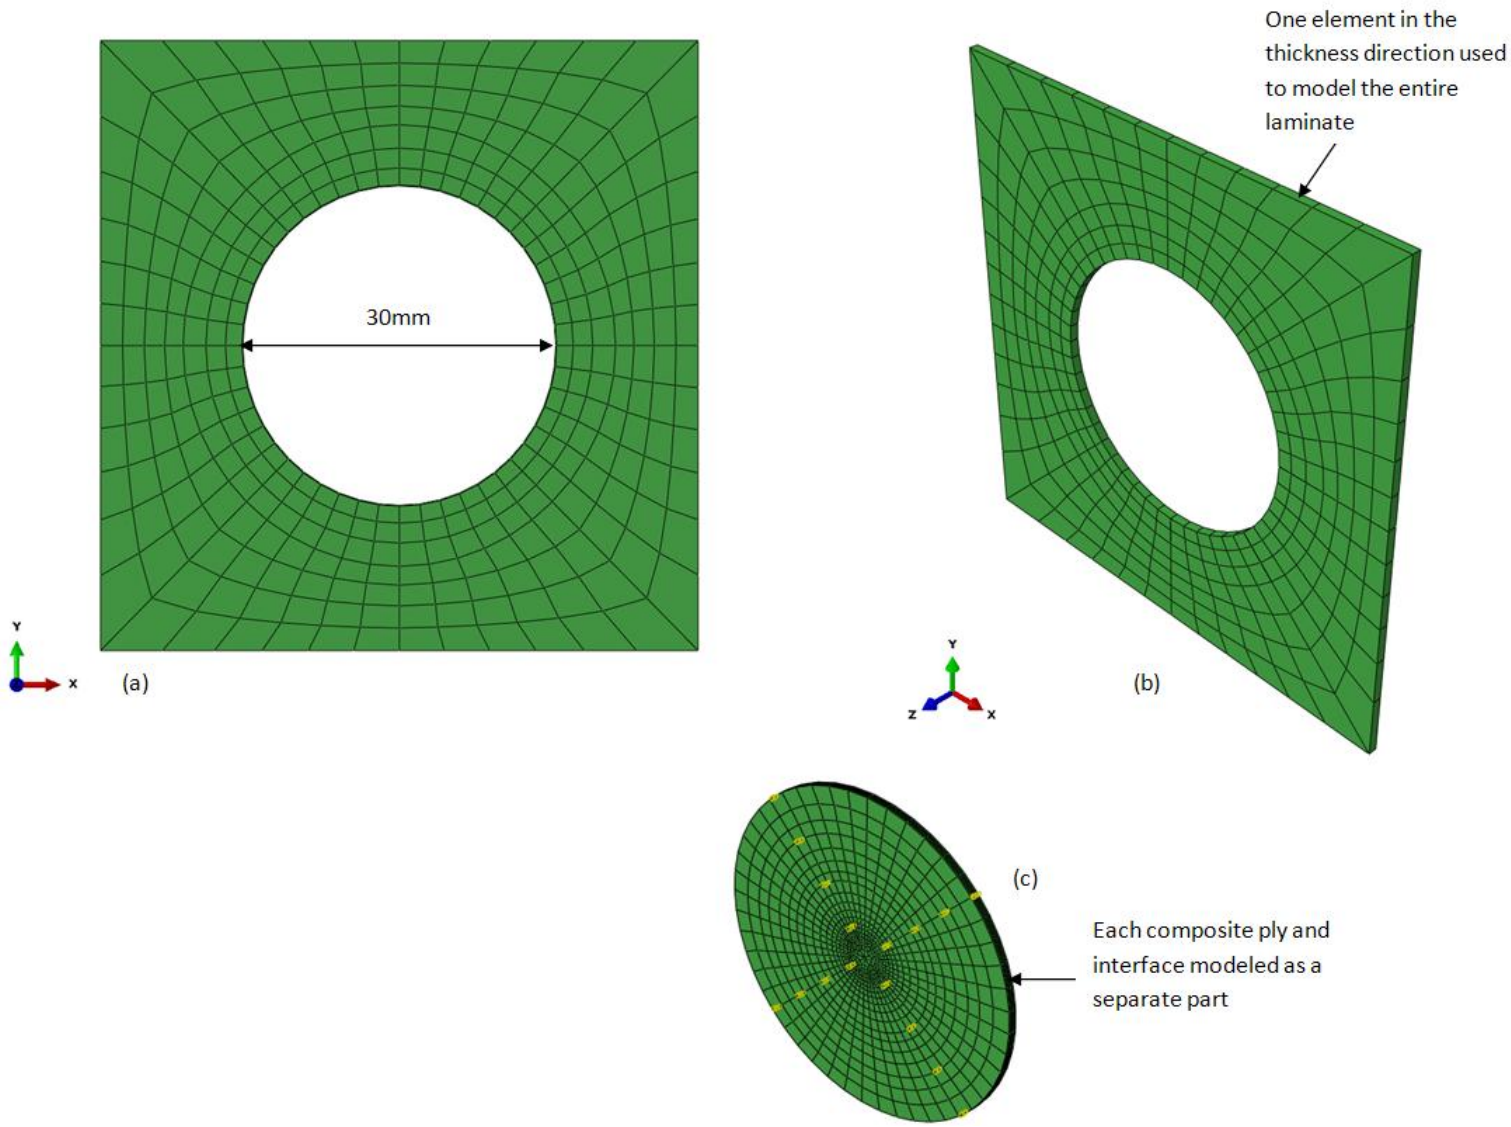 One element in the
thickness direction used
to model the entire
laminate
30mm
Y
X
(a)
Y
Z
X
(b)
(c)
Each composite ply and
interface modeled as a
separate part